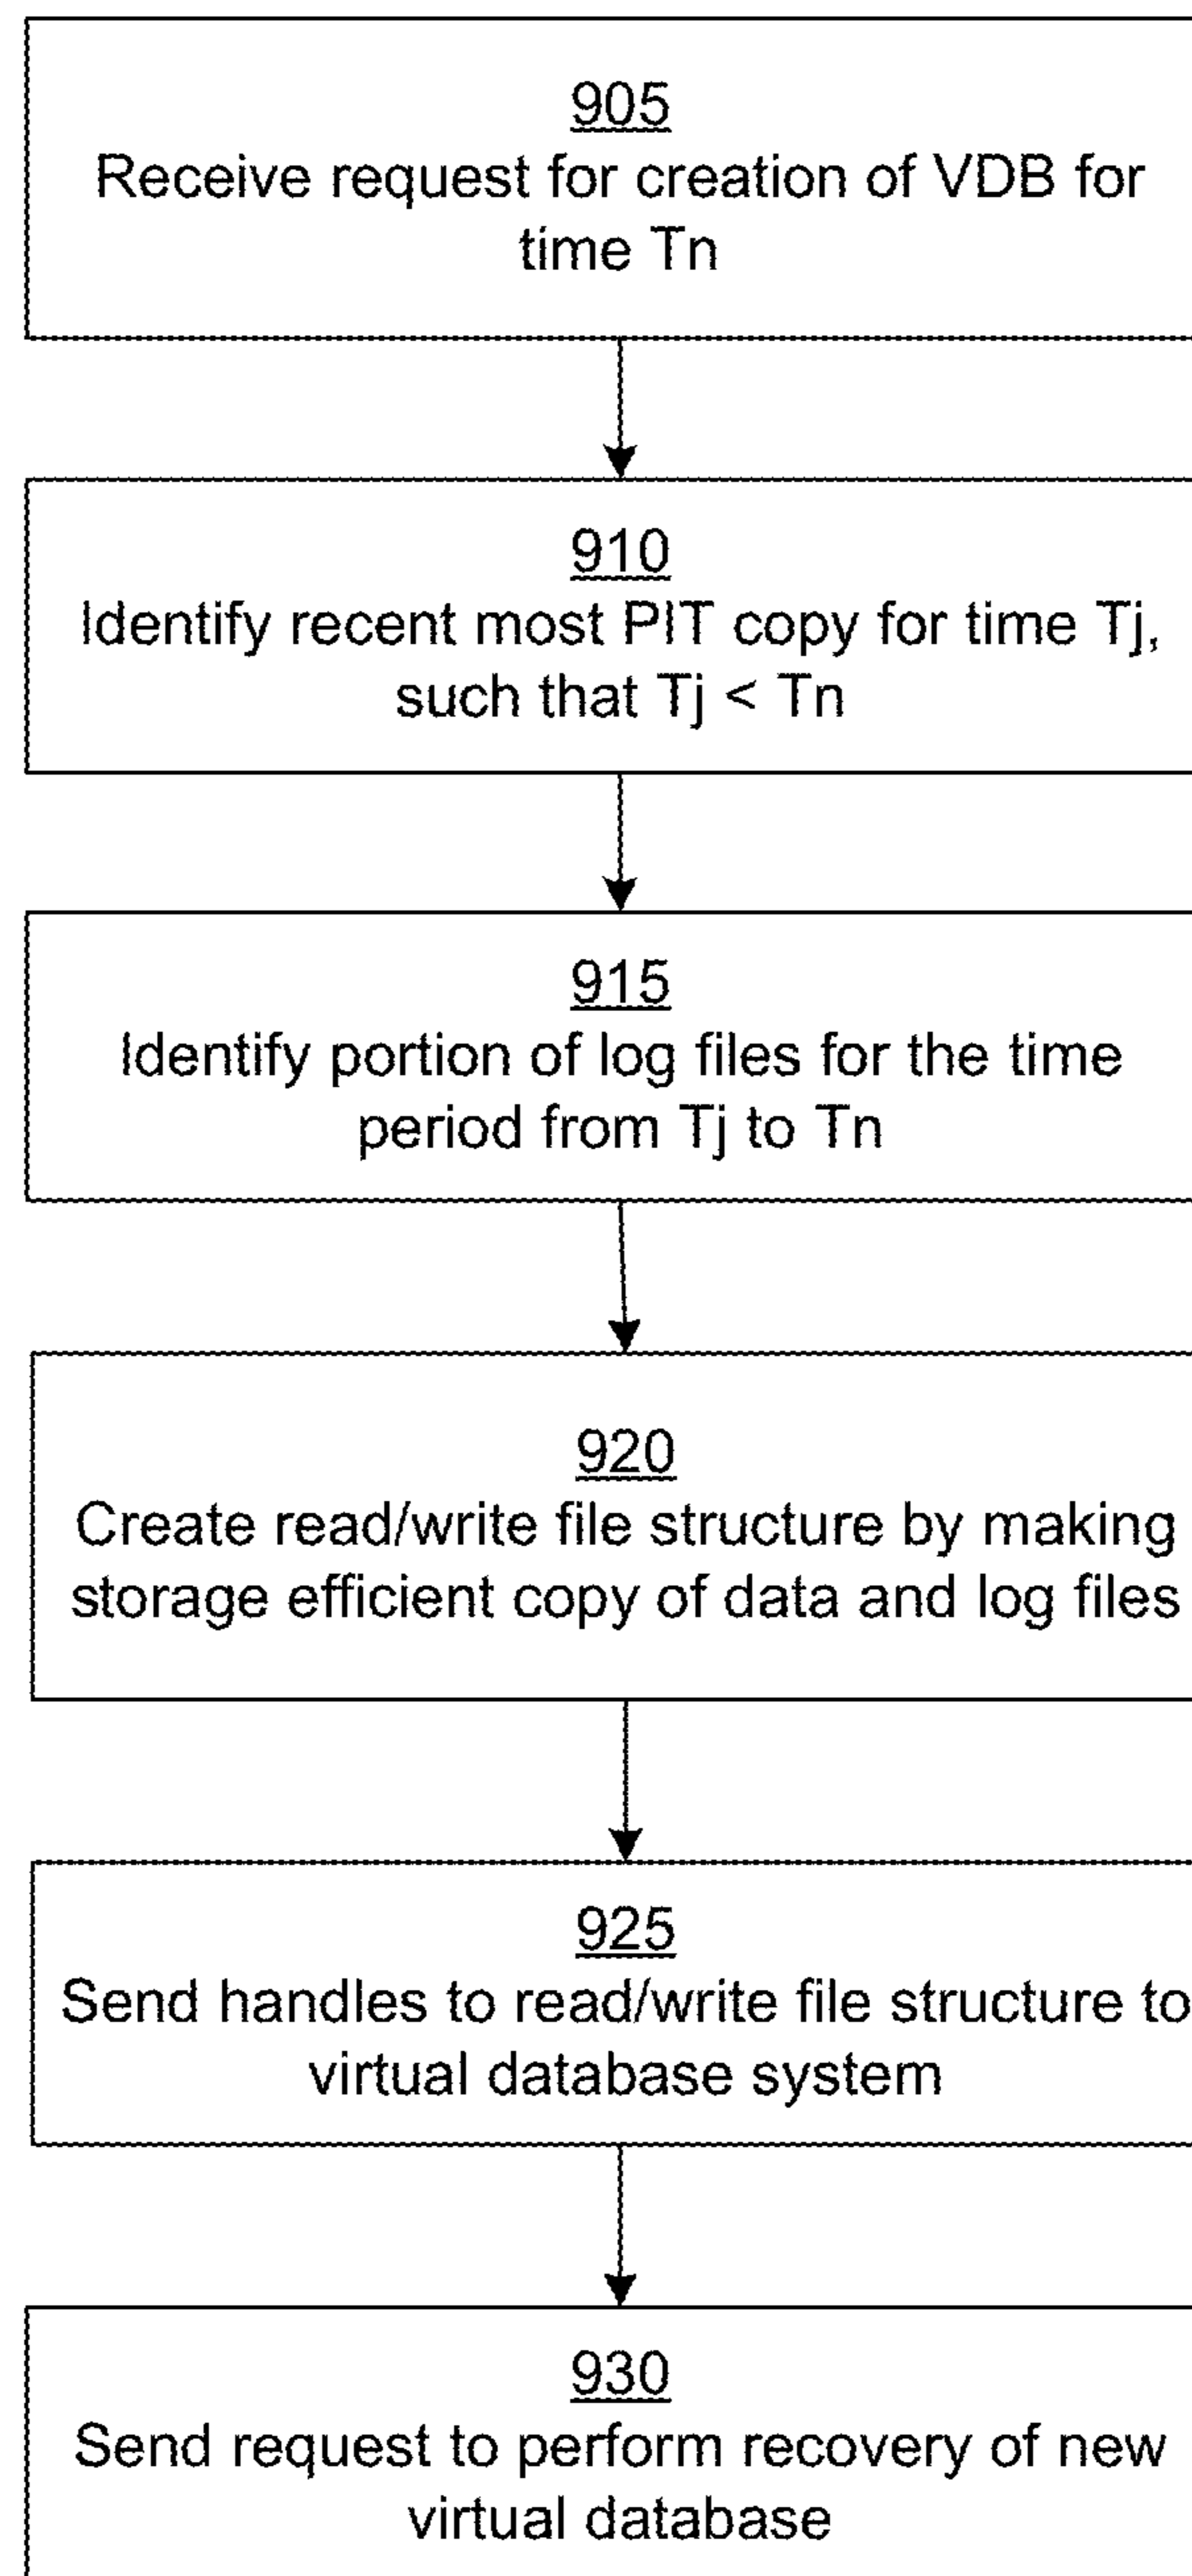 905
Receive request for creation of VDB for
time Tn
910
Identify recent most PIT copy for time Tj,
such that Tj < Tn
915
Identify portion of log files for the time
period from Tj to Tn
920
Create read/write file structure by making
storage efficient copy of data and log files
925
Send handles to read/write file structure to
virtual database system
930
Send request to perform recovery of new
virtual database